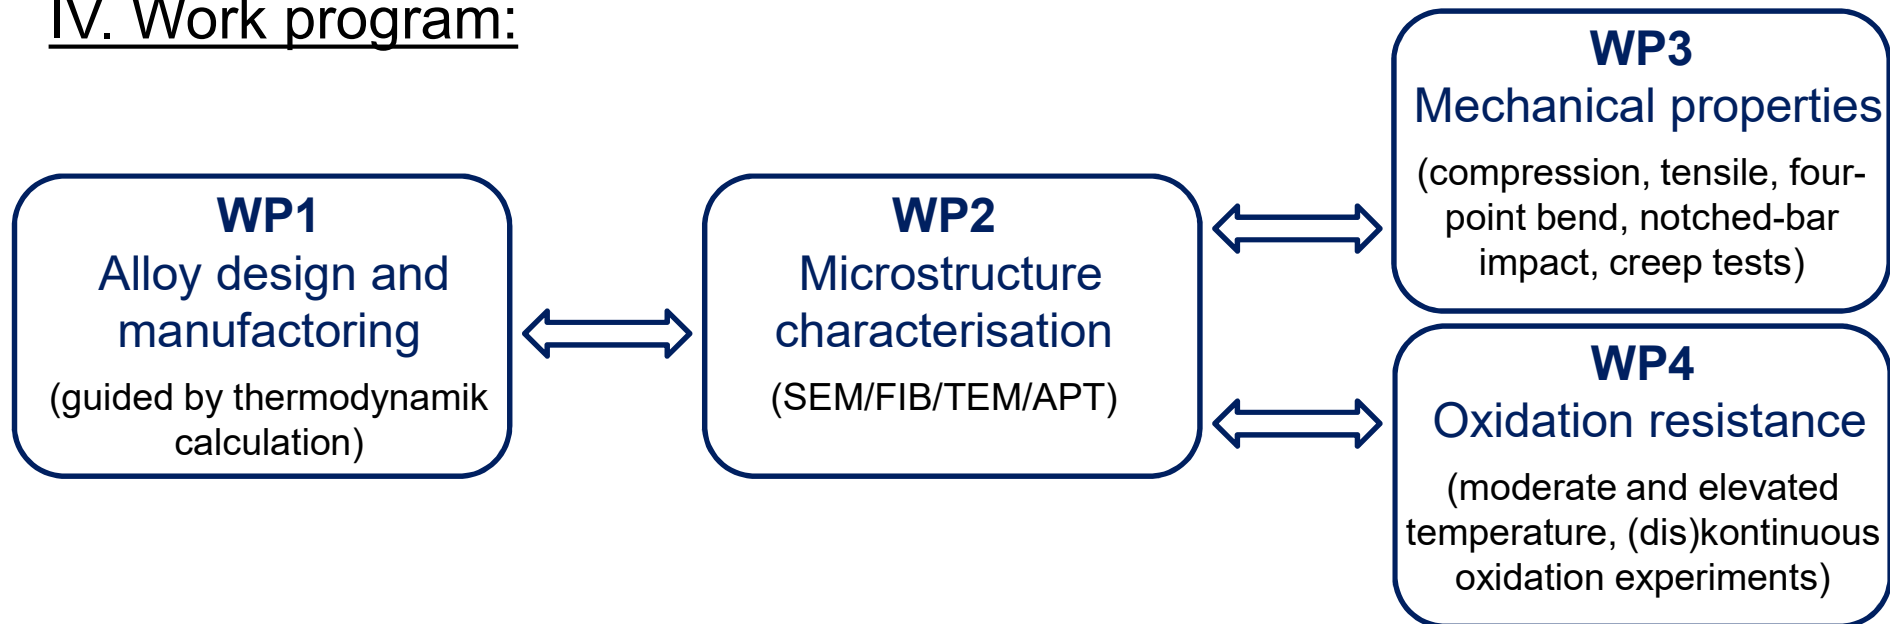 IV. Work program:
WP1
Alloy design and
manufactoring
(guided by thermodynamik
calculation)
WP2
Microstructure
characterisation
(SEM/FIB/TEM/APT)
WP3
Mechanical properties
(compression, tensile, four-
point bend, notched-bar
impact, creep tests)
WP4
Oxidation resistance
(moderate and elevated
temperature, (dis)kontinuous
oxidation experiments)